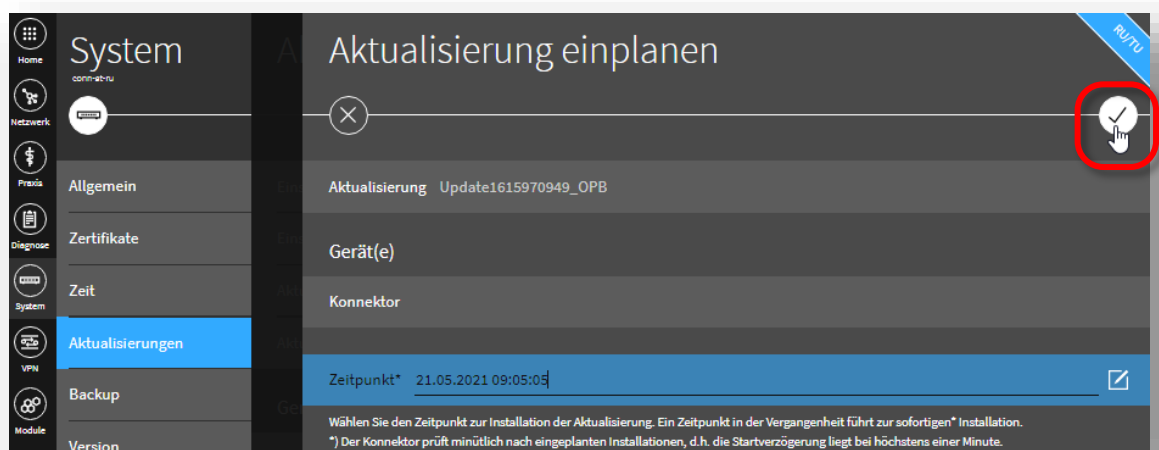 Home
Netzwerk
Praxis
Diagnose
System
VPN
Module
System
conn-at-ru
Allgemein
Zertifikate
Zeit
Aktualisierungen
Backup
Version
Aktualisierung einplanen
RU/TU
Aktualisierung Update1615970949_OPB
Gerät(e)
Konnektor
Zeitpunkt* 21.05.2021 09:05:05
Wählen Sie den Zeitpunkt zur Installation der Aktualisierung. Ein Zeitpunkt in der Vergangenheit führt zur sofortigen* Installation.
*) Der Konnektor prüft minütlich nach eingeplanten Installationen, d.h. die Startverzögerung liegt bei höchstens einer Minute.